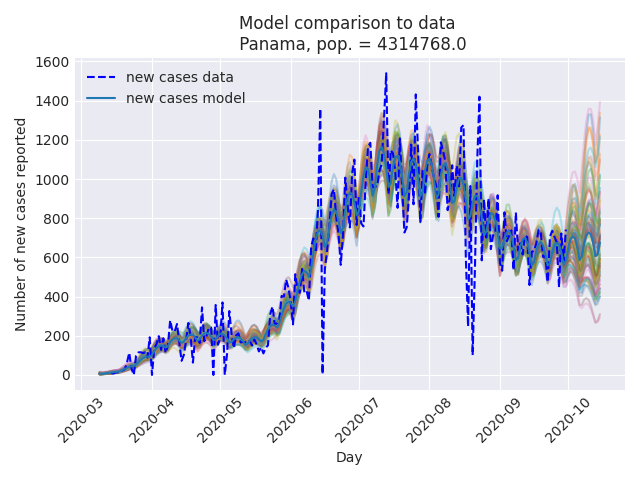 Model comparison to data
Panama, pop. = 4314768.0
new cases data
new cases model
Number of new cases reported
1600
1400
1200
1000
800
600
400
200
0
2020-03
2020-04
2020-05
2020-06
2020-07
2020-08
2020-09
2020-10
Day